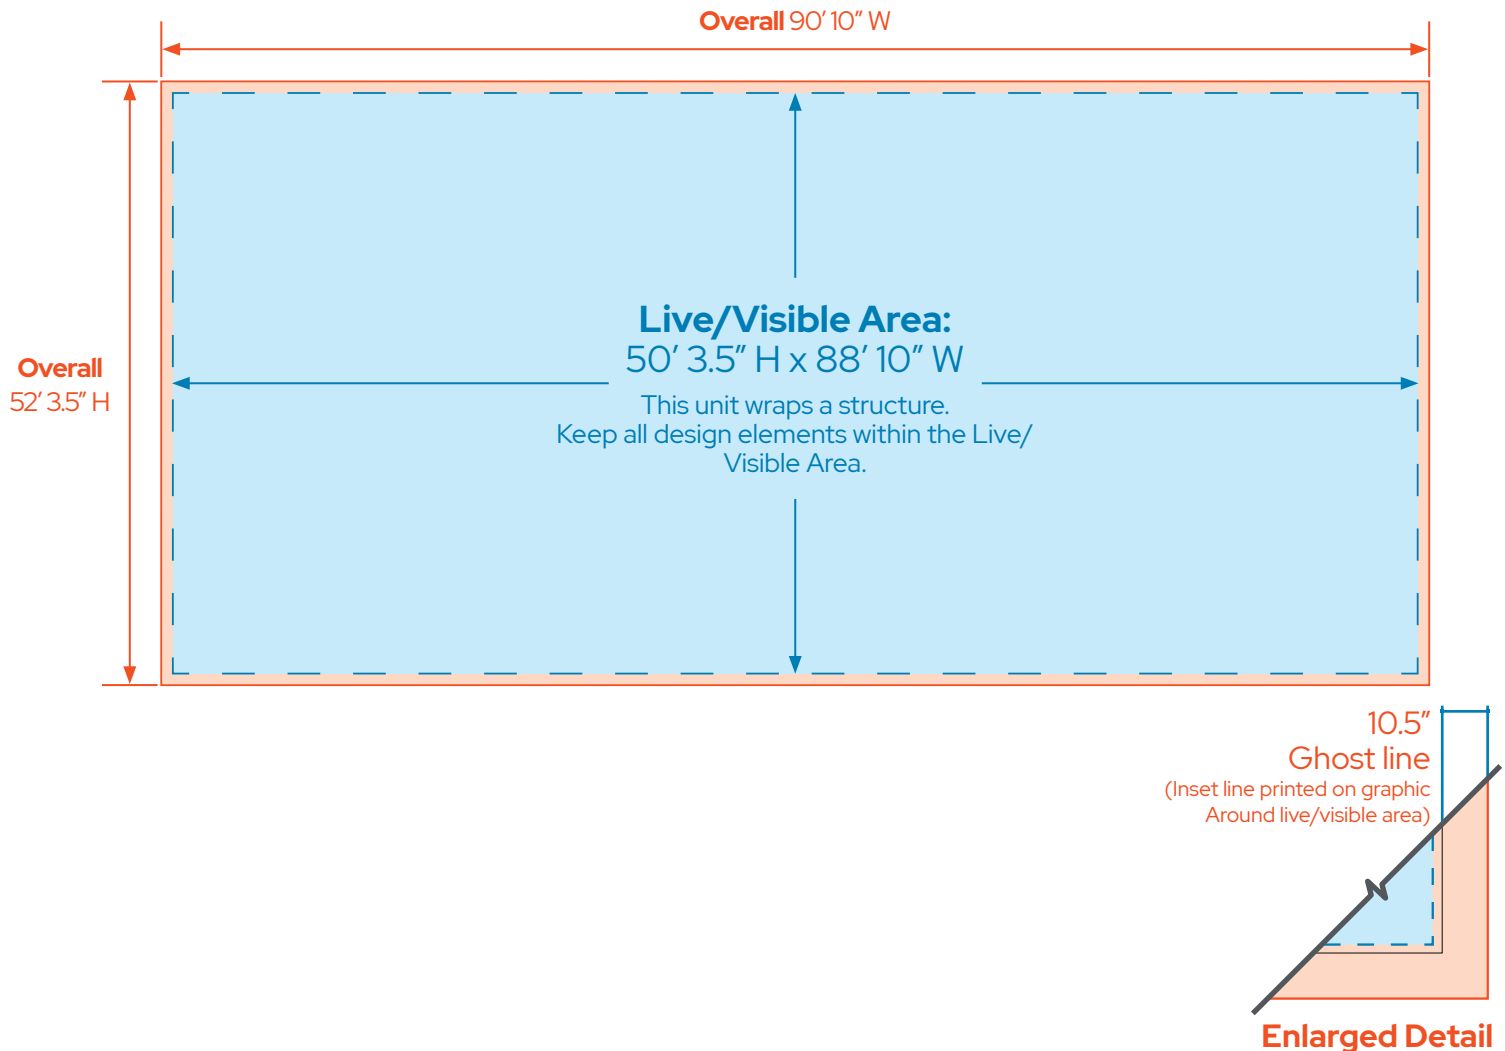 Overall 90’ 10” W
Live/Visible Area:
50’ 3.5” H x 88’ 10” W
Overall
52’ 3.5” H
This unit wraps a structure.
Keep all design elements within the Live/
Visible Area.
10.5”
Ghost line
(Inset line printed on graphic
Around live/visible area)
Enlarged Detail